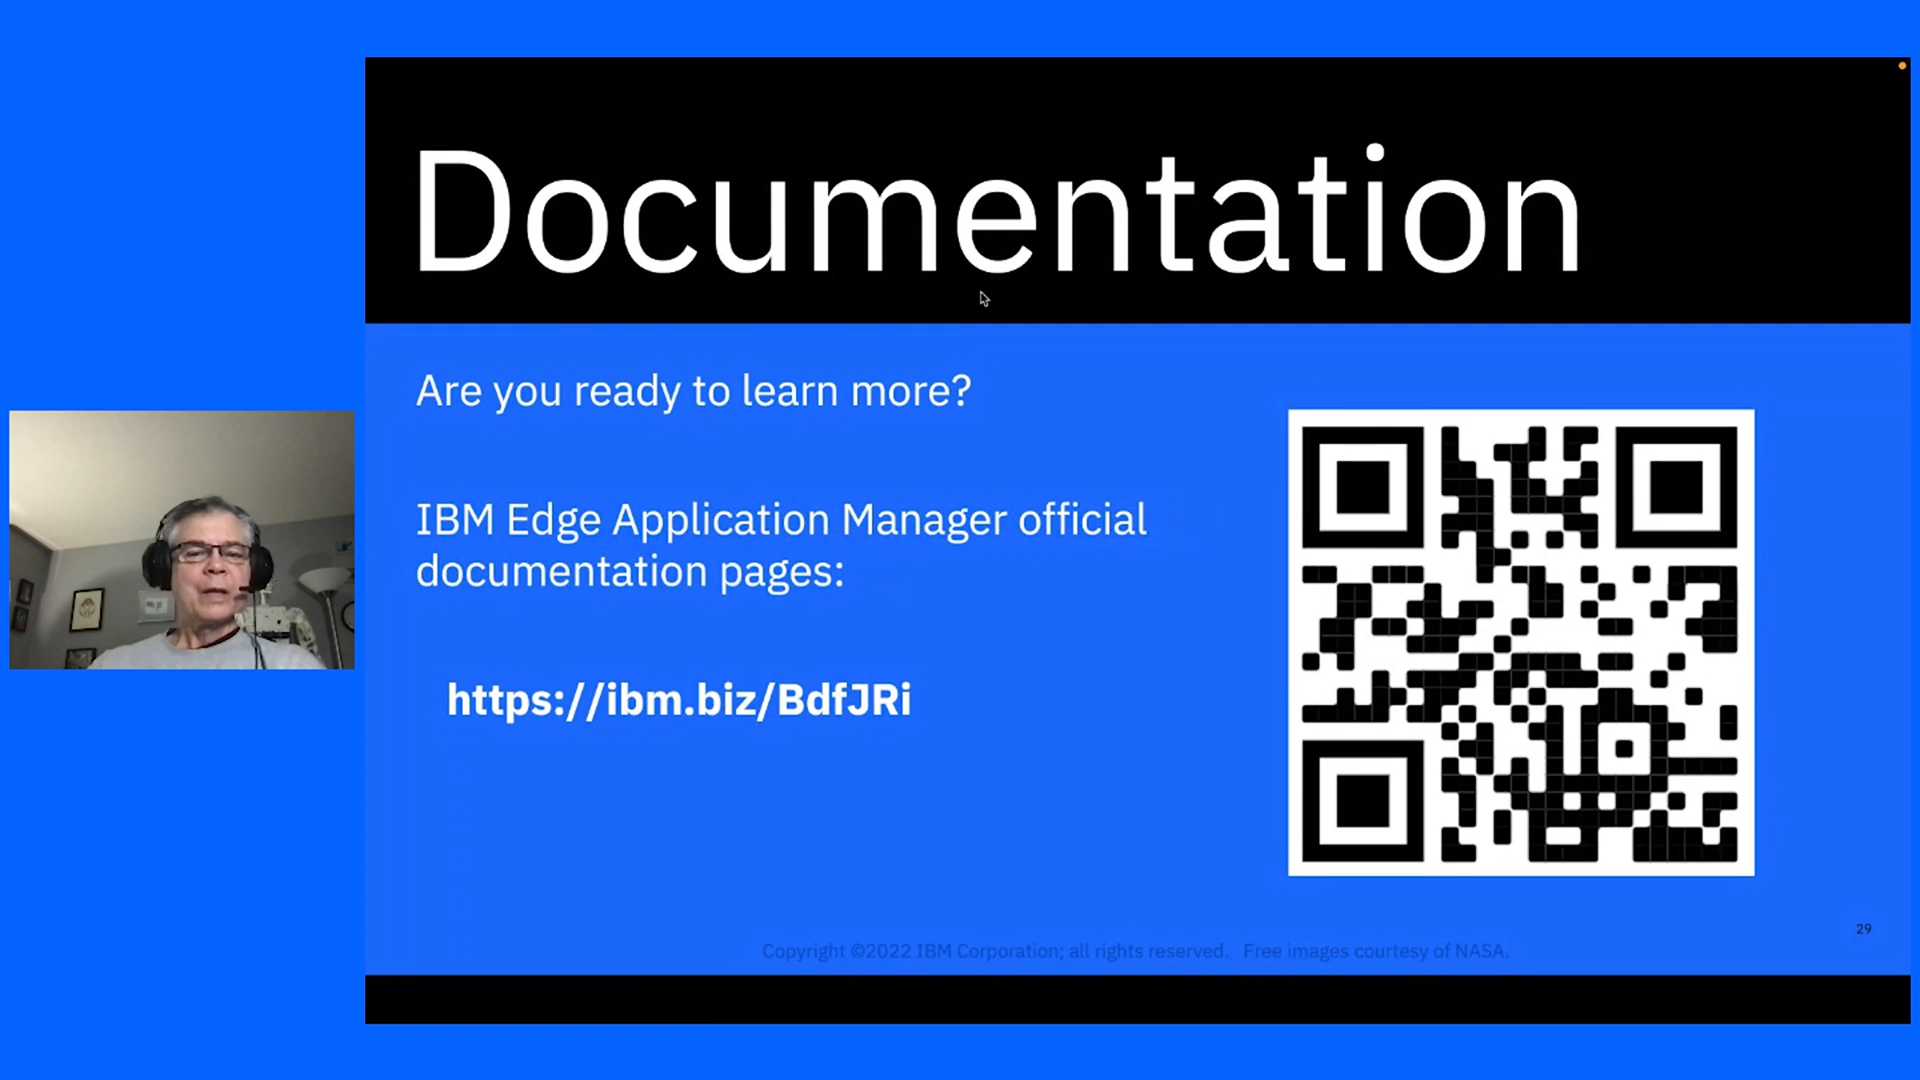 Documentation
Are you ready to learn more?
IBM Edge Application Manager official
documentation pages:
https://ibm.biz/BdfJRi
29
Copyright ©2022 IBM Corporation; all rights reserved. Free images courtesy of NASA.